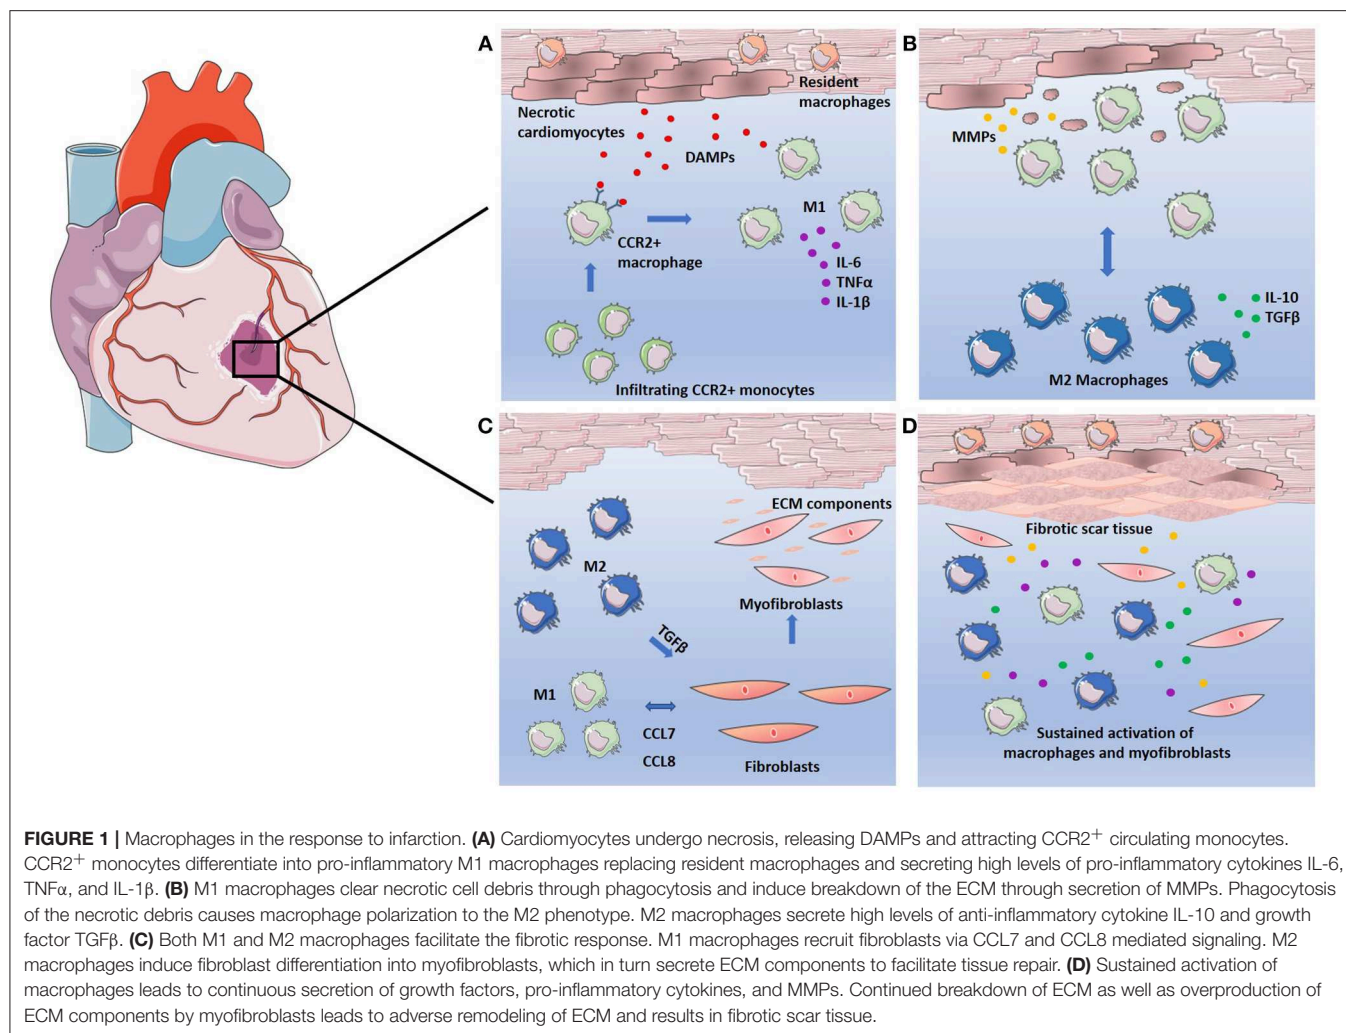 A
Resident
macrophages
Necrotic
cardiomyocytes
DAMPs
M1
CCR2+
macrophage
IL-6
TNFα
IL-1β
Infiltrating CCR2+ monocytes
B
MMPs
IL-10
TGFβ
M2 Macrophages
C
ECM components
M2
Myofibroblasts
TGFβ
M1
CCL7
CCL8
Fibroblasts
D
Fibrotic scar tissue
Sustained activation of
macrophages and myofibroblasts
FIGURE 1 | Macrophages in the response to infarction. (A) Cardiomyocytes undergo necrosis, releasing DAMPs and attracting CCR2+ circulating monocytes.
CCR2+ monocytes differentiate into pro-inflammatory M1 macrophages replacing resident macrophages and secreting high levels of pro-inflammatory cytokines IL-6,
TNFα, and IL-1β. (B) M1 macrophages clear necrotic cell debris through phagocytosis and induce breakdown of the ECM through secretion of MMPs. Phagocytosis
of the necrotic debris causes macrophage polarization to the M2 phenotype. M2 macrophages secrete high levels of anti-inflammatory cytokine IL-10 and growth
factor TGFβ. (C) Both M1 and M2 macrophages facilitate the fibrotic response. M1 macrophages recruit fibroblasts via CCL7 and CCL8 mediated signaling. M2
macrophages induce fibroblast differentiation into myofibroblasts, which in turn secrete ECM components to facilitate tissue repair. (D) Sustained activation of
macrophages leads to continuous secretion of growth factors, pro-inflammatory cytokines, and MMPs. Continued breakdown of ECM as well as overproduction of
ECM components by myofibroblasts leads to adverse remodeling of ECM and results in fibrotic scar tissue.